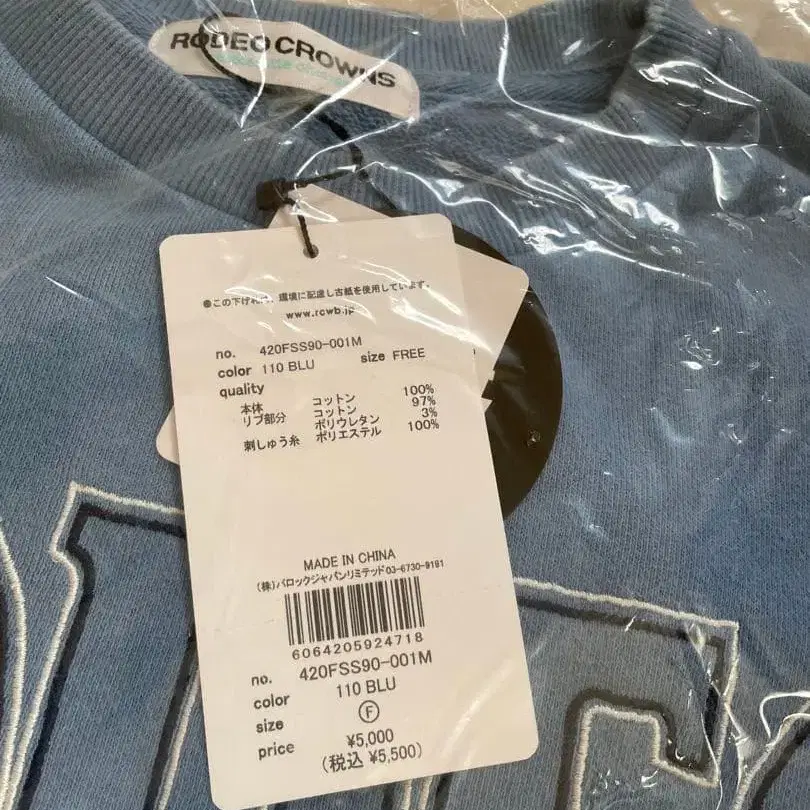 RODEO CROWNS
●この下げ札は、環境に配慮し古紙を使用しています。
www.rcwb.jp
no. 420FSS90-001M
color 110 BLU size FREE
quality
本体 コットン 100%
リブ部分 コットン 97%
ポリウレタン 3%
刺しゅう糸 ポリエステル 100%
MADE IN CHINA
(株)バロックジャパンリミテッド03-6730-9191
6064205924718
no. 420FSS90-001M
color 110 BLU
size F
price ¥5,000
(税込 ¥5,500)